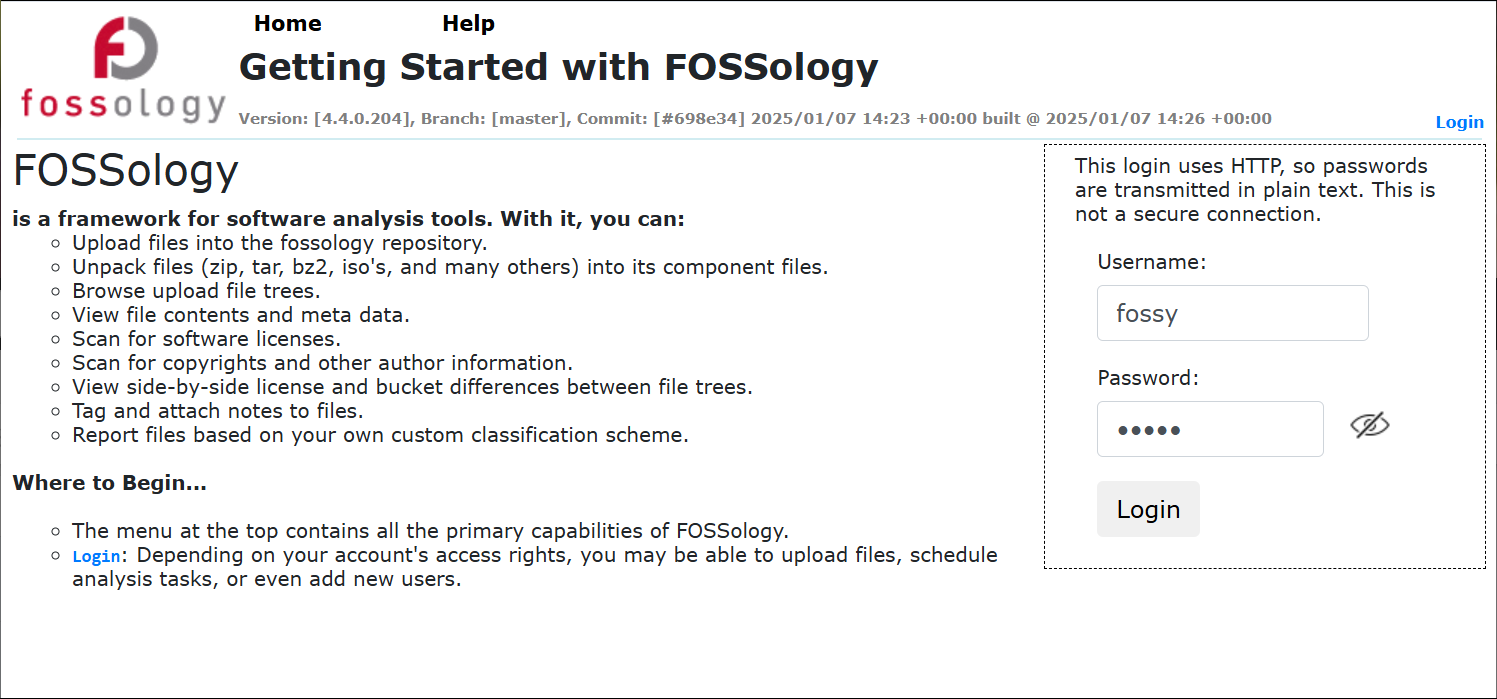 Home Help
Getting Started with FOSSology
fossology
Version: [4.4.0.204], Branch: [master], Commit: [#698e34] 2025/01/07 14:23 +00:00 built @ 2025/01/07 14:26 +00:00
Login
FOSSology
is a framework for software analysis tools. With it, you can:
Upload files into the fossology repository.
Unpack files (zip, tar, bz2, iso's, and many others) into its component files.
Browse upload file trees.
View file contents and meta data.
Scan for software licenses.
Scan for copyrights and other author information.
View side-by-side license and bucket differences between file trees.
Tag and attach notes to files.
Report files based on your own custom classification scheme.
Where to Begin...
The menu at the top contains all the primary capabilities of FOSSology.
Login: Depending on your account's access rights, you may be able to upload files, schedule
analysis tasks, or even add new users.
This login uses HTTP, so passwords
are transmitted in plain text. This is
not a secure connection.
Username:
fossy
Password:
•••••
Login